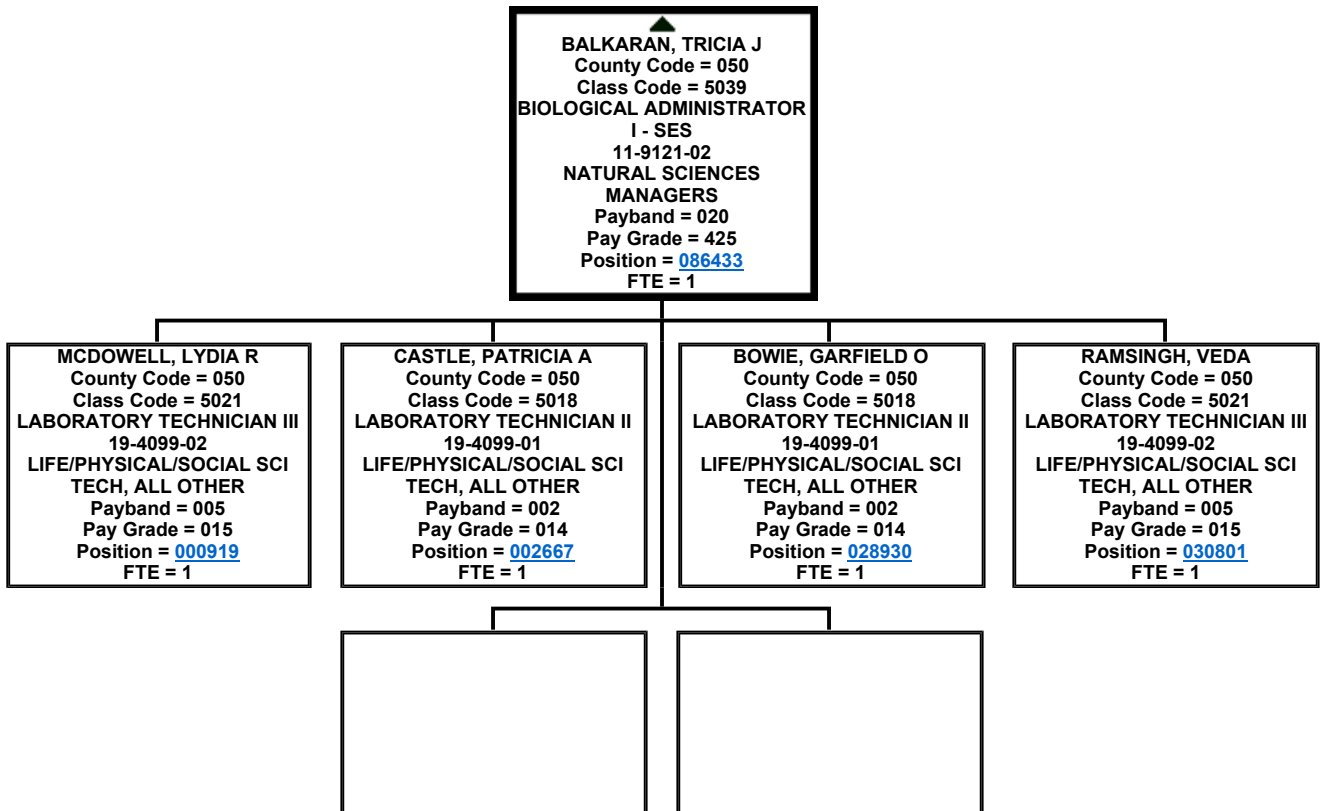 BALKARAN, TRICIA J
County Code = 050
Class Code = 5039
BIOLOGICAL ADMINISTRATOR
I - SES
11-9121-02
NATURAL SCIENCES
MANAGERS
Payband = 020
Pay Grade = 425
Position = 086433
FTE = 1
MCDOWELL, LYDIA R
County Code = 050
Class Code = 5021
LABORATORY TECHNICIAN III
19-4099-02
LIFE/PHYSICAL/SOCIAL SCI
TECH, ALL OTHER
Payband = 005
Pay Grade = 015
Position = 000919
FTE = 1
CASTLE, PATRICIA A
County Code = 050
Class Code = 5018
LABORATORY TECHNICIAN II
19-4099-01
LIFE/PHYSICAL/SOCIAL SCI
TECH, ALL OTHER
Payband = 002
Pay Grade = 014
Position = 002667
FTE = 1
BOWIE, GARFIELD O
County Code = 050
Class Code = 5018
LABORATORY TECHNICIAN II
19-4099-01
LIFE/PHYSICAL/SOCIAL SCI
TECH, ALL OTHER
Payband = 002
Pay Grade = 014
Position = 028930
FTE = 1
RAMSINGH, VEDA
County Code = 050
Class Code = 5021
LABORATORY TECHNICIAN III
19-4099-02
LIFE/PHYSICAL/SOCIAL SCI
TECH, ALL OTHER
Payband = 005
Pay Grade = 015
Position = 030801
FTE = 1